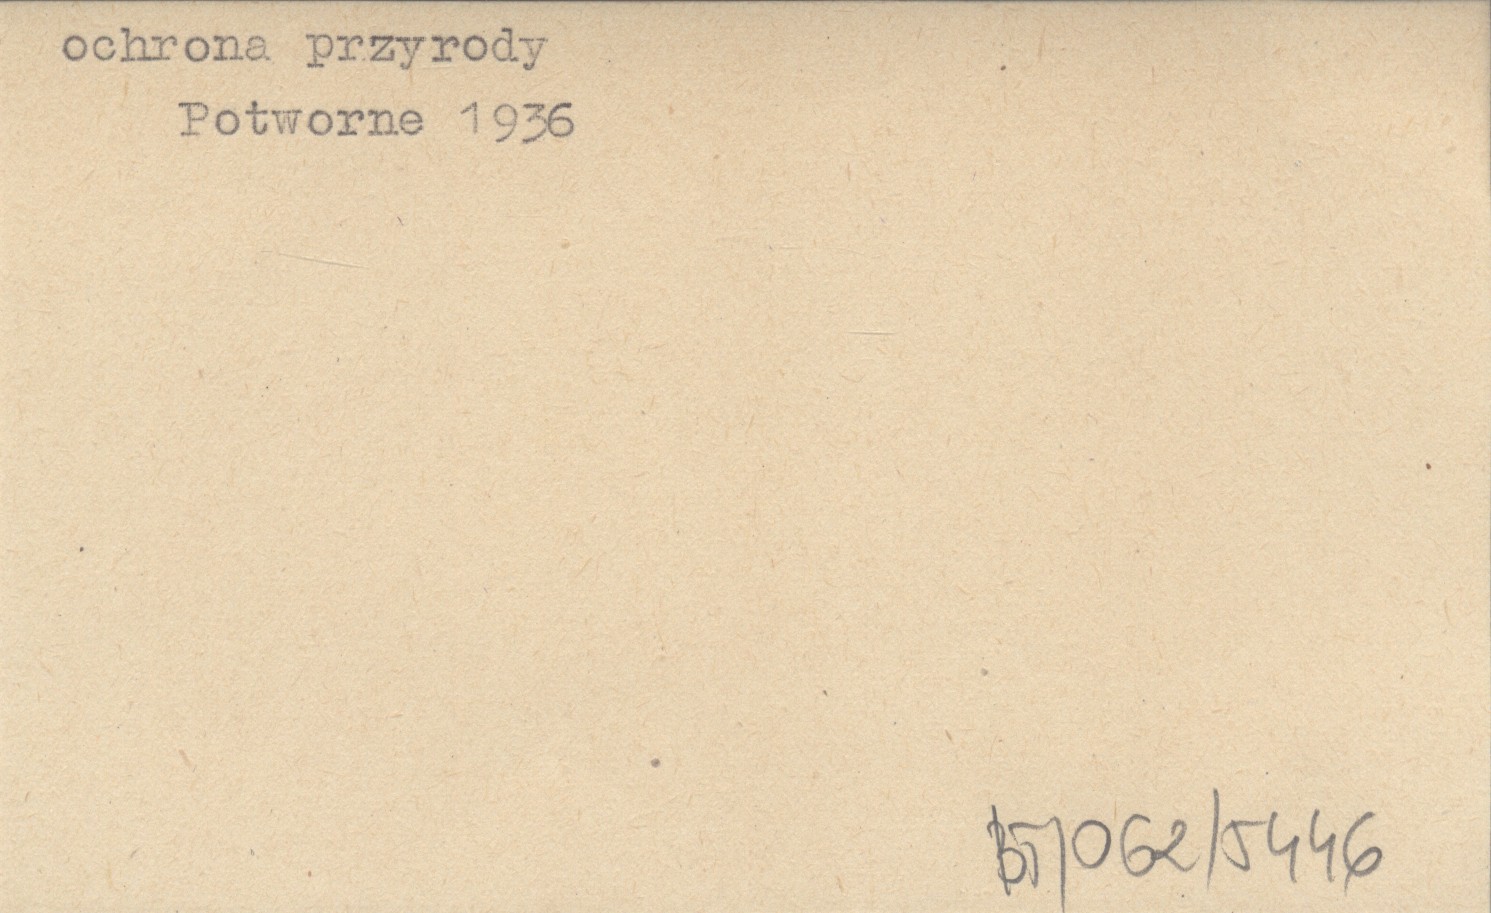 ochrona przyrody
Potworne 1936
B5/062/5446